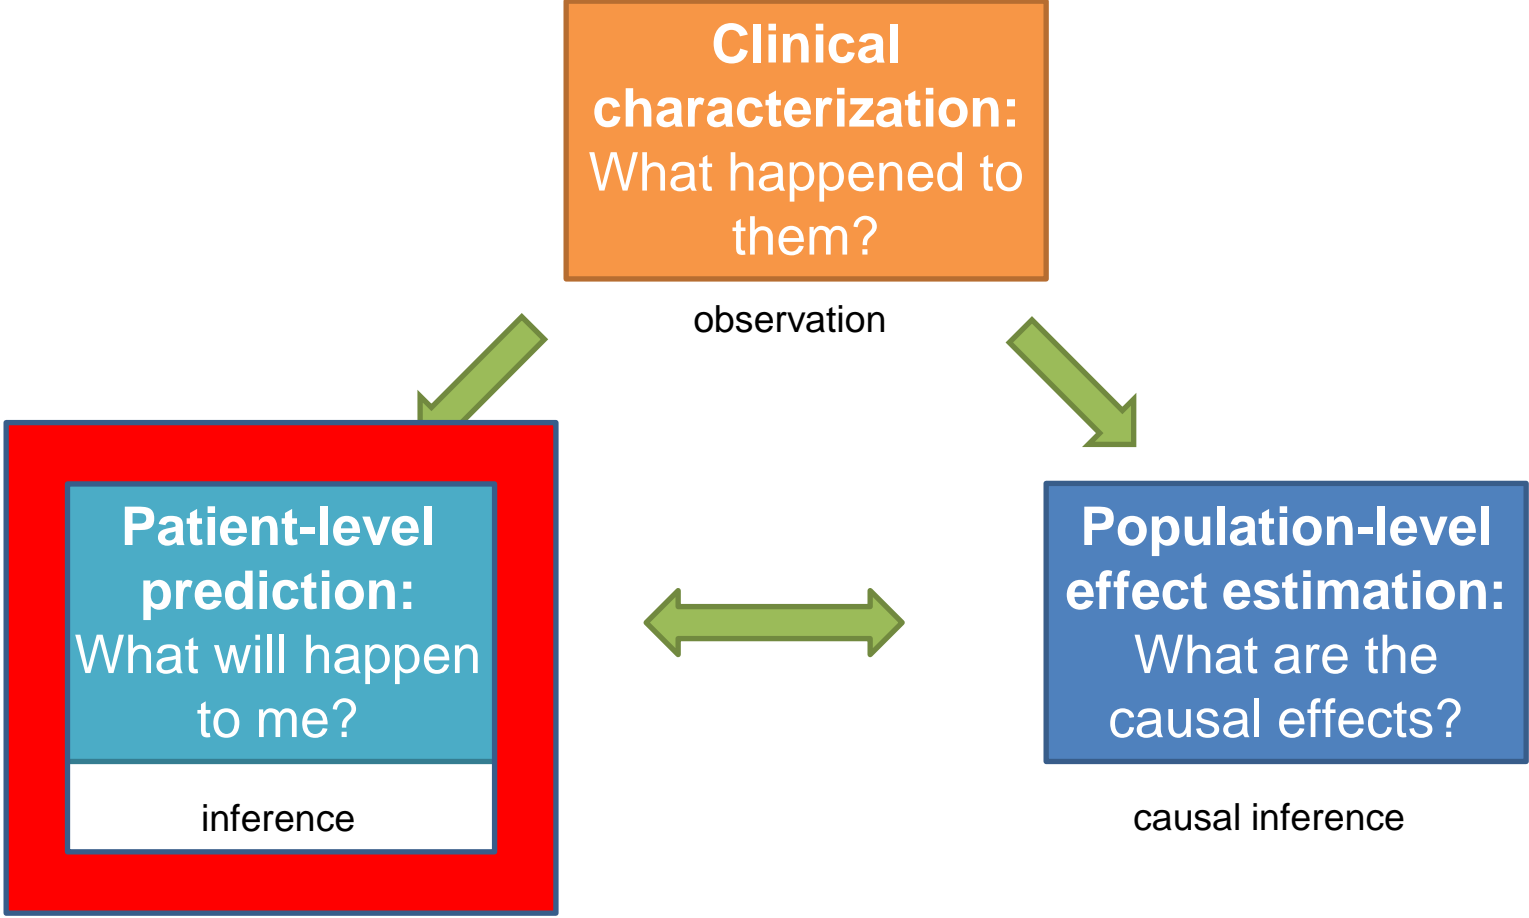 Clinical
characterization:
What happened to
them?
observation
Patient-level
prediction:
What will happen
to me?
inference
Population-level
effect estimation:
What are the
causal effects?
causal inference